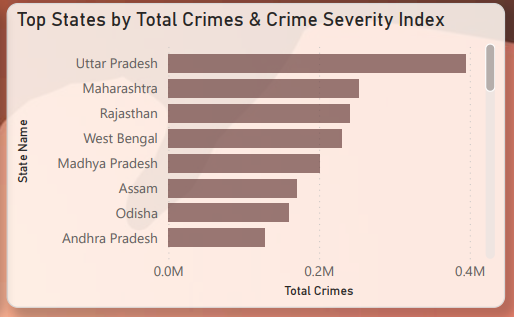 Top States by Total Crimes & Crime Severity Index
State Name
Uttar Pradesh
Maharashtra
Rajasthan
West Bengal
Madhya Pradesh
Assam
Odisha
Andhra Pradesh
0.0M 0.2M 0.4M
Total Crimes